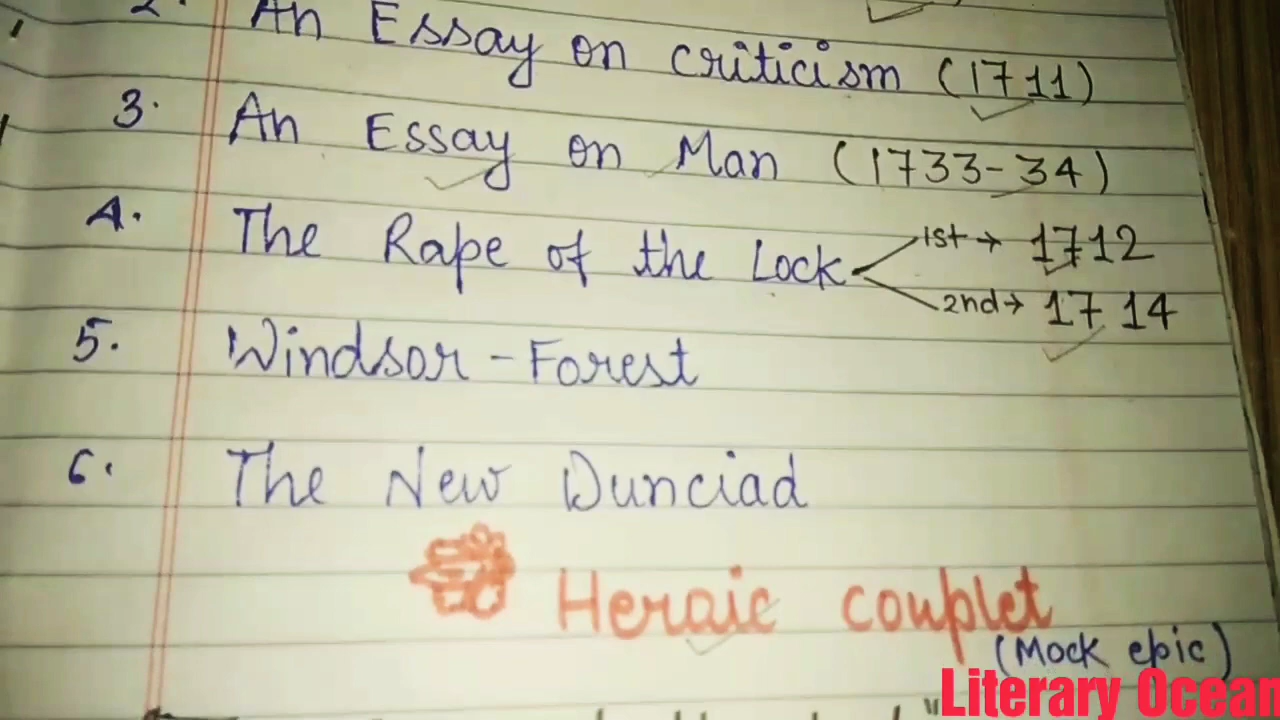 2. An Essay on criticism (1711)
3. An Essay on Man (1733-34)
4. The Rape of the Lock 1st → 1712
2nd → 1714
5. Windsor - Forest
6. The New Dunciad
Heroic couplet
(Mock epic)
Literary Ocean